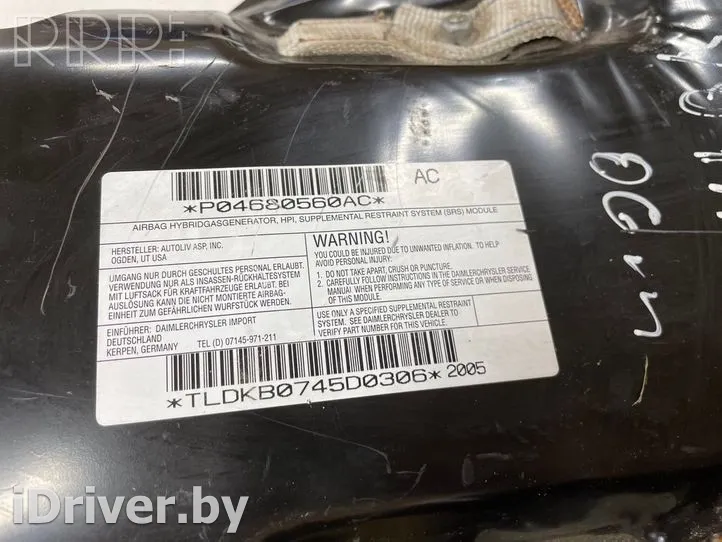 RRR
AC
*P04680560AC*
AIRBAG HYBRIDGASGENERATOR, HPI, SUPPLEMENTAL RESTRAINT SYSTEM (SRS) MODULE
HERSTELLER: AUTOLIV ASP, INC.
OGDEN, UT USA
UMGANG NUR DURCH GESCHULTES PERSONAL ERLAUBT.
VERWENDUNG NUR ALS INSASSEN-RÜCKHALTESYSTEM
MIT LUFTSACK FÜR KRAFTFAHRZEUGE ERLAUBT. BEI
AUSLÖSUNG KANN DIE NICHT MONTIERTE AIRBAG-
EINHEIT ZUM GEFÄHRLICHEN WURFSTÜCK WERDEN.
EINFÜHRER: DAIMLERCHRYSLER IMPORT
DEUTSCHLAND
KERPEN, GERMANY TEL (D) 07145-971-211
WARNING!
YOU COULD BE INJURED DUE TO UNWANTED INFLATION. TO HELP
AVOID PERSONAL INJURY:
1. DO NOT TAKE APART, CRUSH OR PUNCTURE.
2. CAREFULLY FOLLOW INSTRUCTIONS IN THE DAIMLERCHRYSLER SERVICE
MANUAL WHEN PERFORMING ANY TYPE OF SERVICE OR WHEN DISPOSING
OF THIS MODULE.
USE ONLY A SPECIFIED SUPPLEMENTAL RESTRAINT
SYSTEM. SEE DAIMLERCHRYSLER DEALER TO
VERIFY PART NUMBER FOR THIS VEHICLE.
*TLDKB0745D0306* 2005
iDriver.by